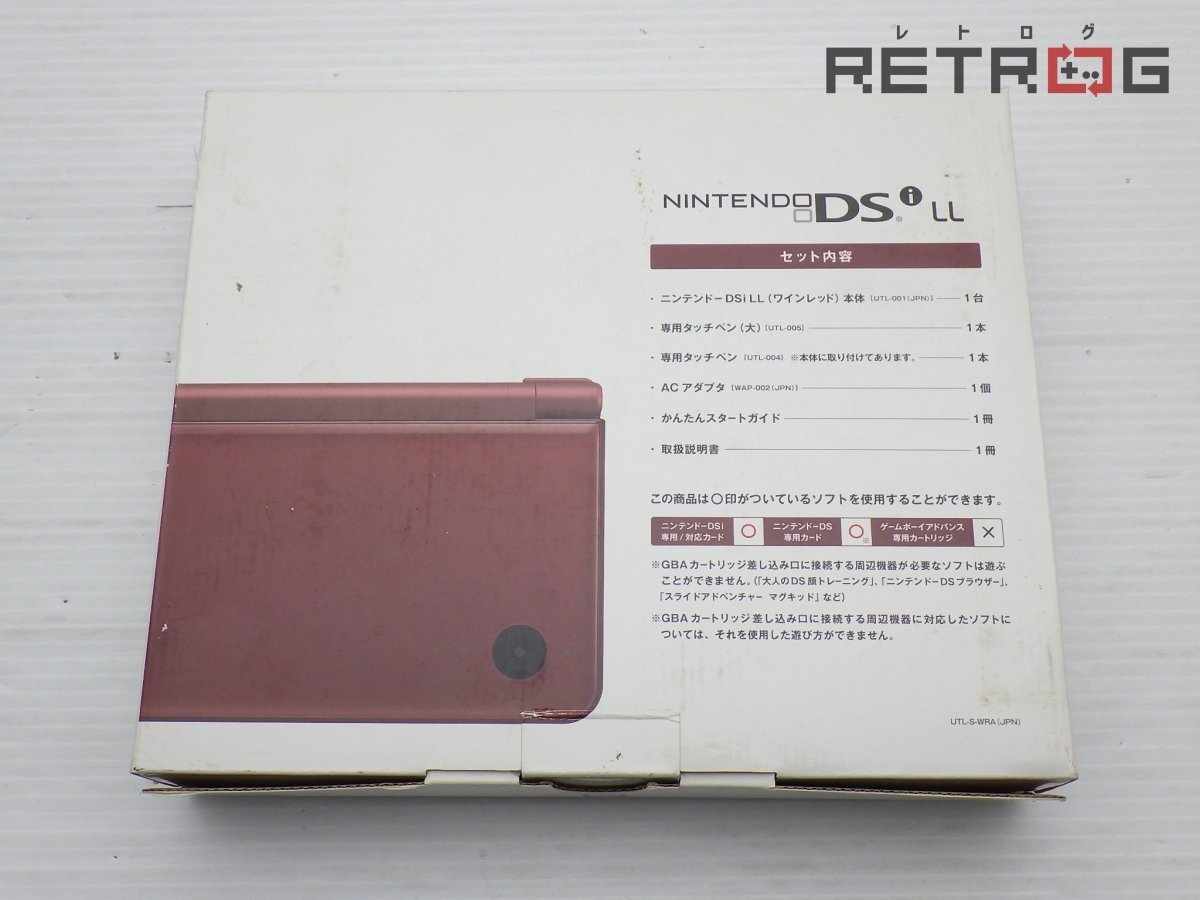 レトログ
RETROG
NINTENDO DSi LL
セット内容
・ニンテンドーDSi LL（ワインレッド）本体 [UTL-001(JPN)] 1台
・専用タッチペン（大）[UTL-005] 1本
・専用タッチペン [UTL-004] ※本体に取り付けてあります。 1本
・ACアダプタ [WAP-002(JPN)] 1個
・かんたんスタートガイド 1冊
・取扱説明書 1冊
この商品は〇印がついているソフトを使用することができます。
ニンテンドーDSi
専用/対応カード
〇
ニンテンドーDS
専用カード
〇※
ゲームボーイアドバンス
専用カートリッジ
×
※GBAカートリッジ差し込み口に接続する周辺機器が必要なソフトは遊ぶ
ことができません。（「大人のDS顔トレーニング」、「ニンテンドーDSブラウザー」、
「スライドアドベンチャー マグキッド」など）
※GBAカートリッジ差し込み口に接続する周辺機器に対応したソフトに
ついては、それを使用した遊び方ができません。
UTL-S-WRA(JPN)